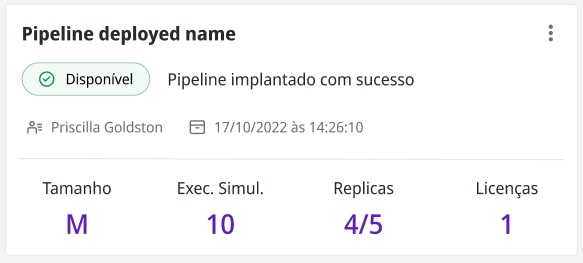 Pipeline deployed name
Disponível Pipeline implantado com sucesso
Priscilla Goldston 17/10/2022 às 14:26:10
Tamanho Exec. Simul. Replicas Licenças
M 10 4/5 1